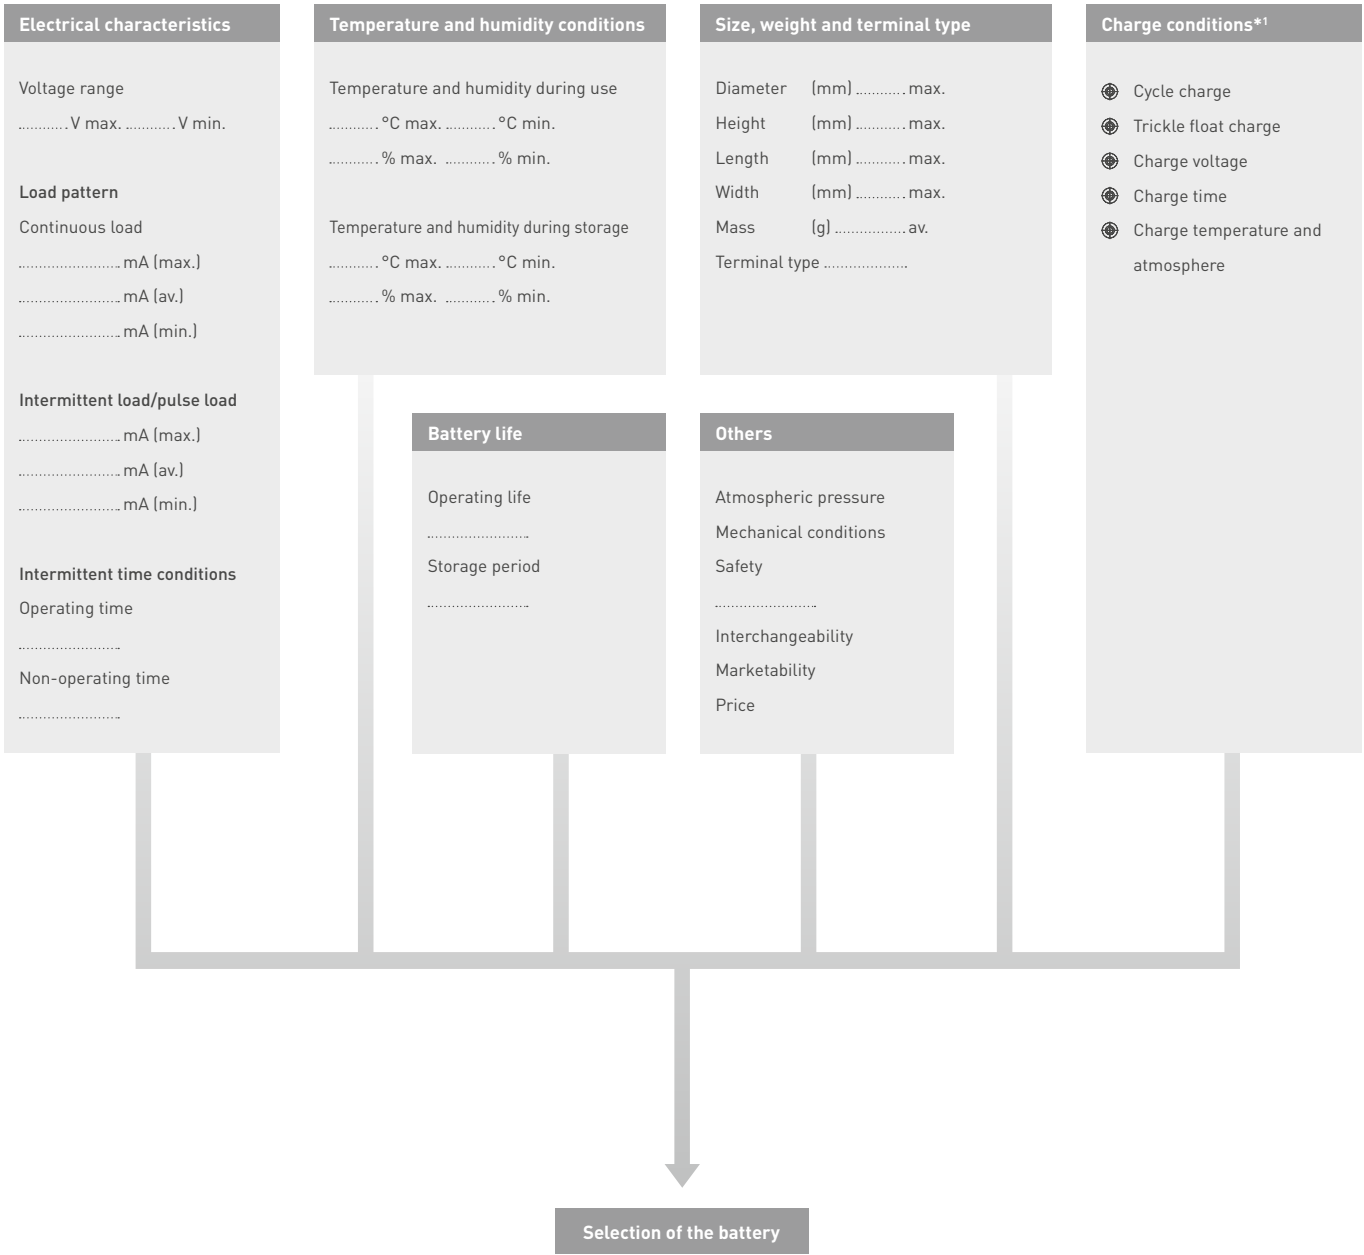 Electrical characteristics
Voltage range
............ V max. ............ V min.
Load pattern
Continuous load
......................... mA (max.)
......................... mA (av.)
......................... mA (min.)
Intermittent load/pulse load
......................... mA (max.)
......................... mA (av.)
......................... mA (min.)
Intermittent time conditions
Operating time
.........................
Non-operating time
.........................
Temperature and humidity conditions
Temperature and humidity during use
............ °C max. ............ °C min.
............ % max. ............ % min.
Temperature and humidity during storage
............ °C max. ............ °C min.
............ % max. ............ % min.
Size, weight and terminal type
Diameter (mm) ............ max.
Height (mm) ............ max.
Length (mm) ............ max.
Width (mm) ............ max.
Mass (g) ................. av.
Terminal type ....................
Charge conditions*1
Cycle charge
Trickle float charge
Charge voltage
Charge time
Charge temperature and
atmosphere
Battery life
Operating life
.........................
Storage period
.........................
Others
Atmospheric pressure
Mechanical conditions
Safety
.........................
Interchangeability
Marketability
Price
Selection of the battery